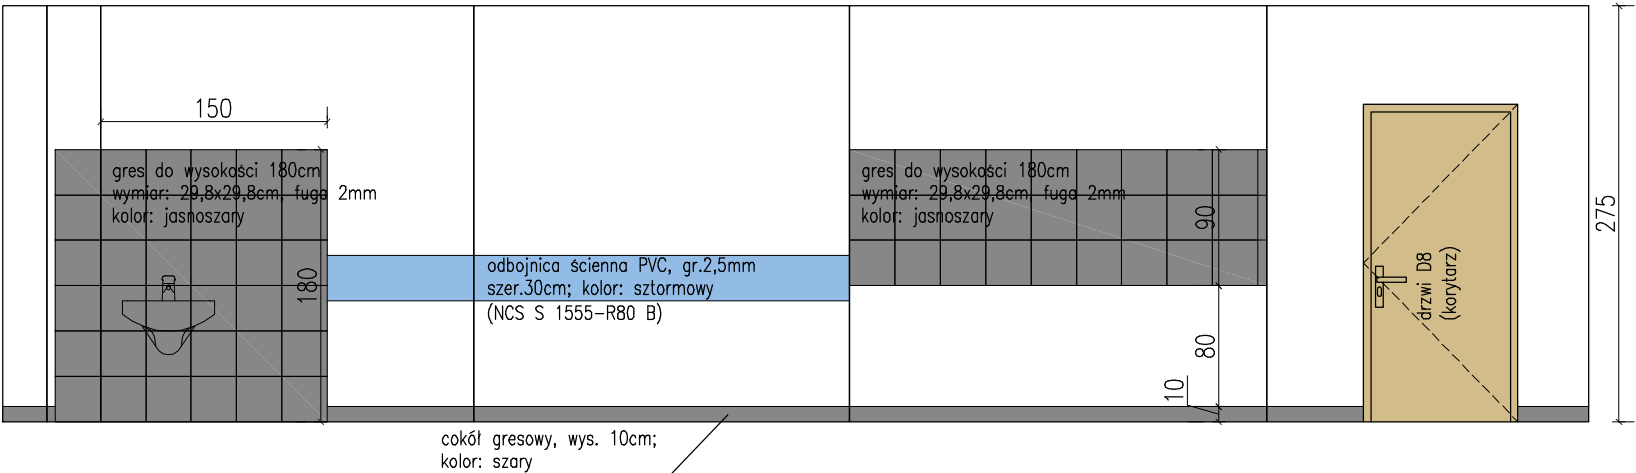 150
gres do wysokości 180cm
wymiar: 29,8x29,8cm, fuga 2mm
kolor: jasnoszary
180
odbojnica ścienna PVC, gr.2,5mm
szer.30cm; kolor: sztormowy
(NCS S 1555-R80 B)
gres do wysokości 180cm
wymiar: 29,8x29,8cm, fuga 2mm
kolor: jasnoszary
90
80
10
drzwi D8
(korytarz)
275
cokół gresowy, wys. 10cm;
kolor: szary